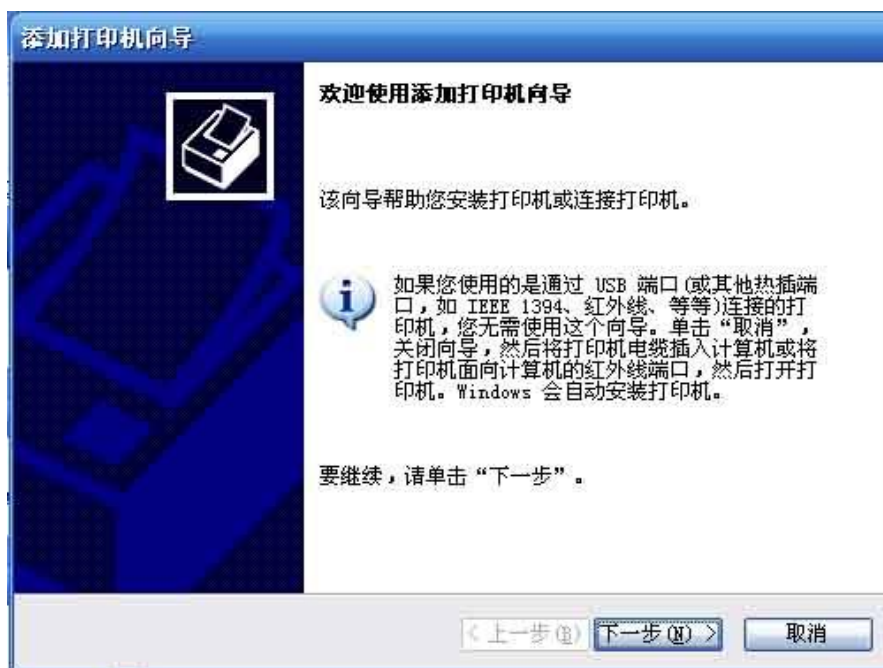 添加打印机向导
欢迎使用添加打印机向导
该向导帮助您安装打印机或连接打印机。
如果您使用的是通过 USB 端口(或其他热插端
口，如 IEEE 1394、红外线、等等)连接的打
印机，您无需使用这个向导。单击“取消”，
关闭向导，然后将打印机电缆插入计算机或将
打印机面向计算机的红外线端口，然后打开打
印机。Windows 会自动安装打印机。
要继续，请单击“下一步”。
< 上一步(B) 下一步(N) > 取消